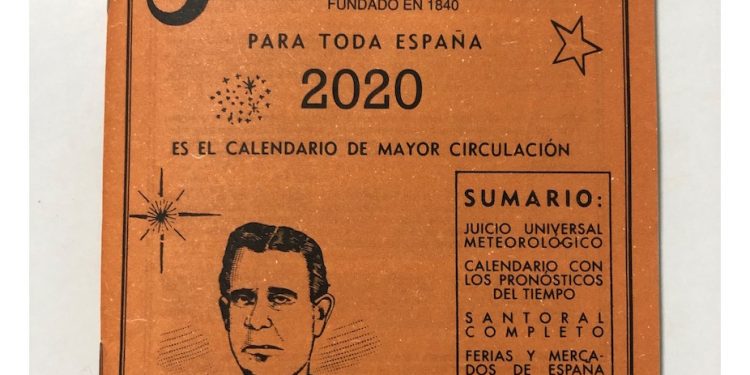 FUNDADO EN 1840
PARA TODA ESPAÑA
2020
ES EL CALENDARIO DE MAYOR CIRCULACIÓN
SUMARIO:
JUICIO UNIVERSAL
METEOROLÓGICO
CALENDARIO CON
LOS PRONÓSTICOS
DEL TIEMPO
SANTORAL
COMPLETO
FERIAS Y MERCA-
DOS DE ESPAÑA